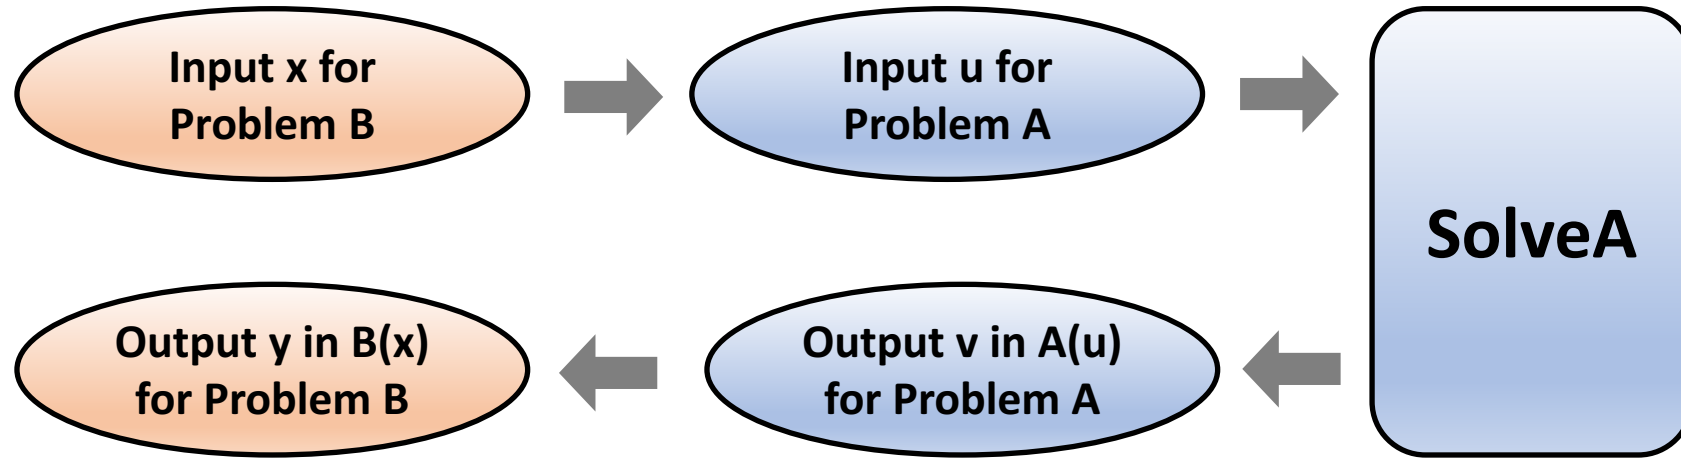 Input x for
Problem B
Input u for
Problem A
SolveA
Output y in B(x)
for Problem B
Output v in A(u)
for Problem A